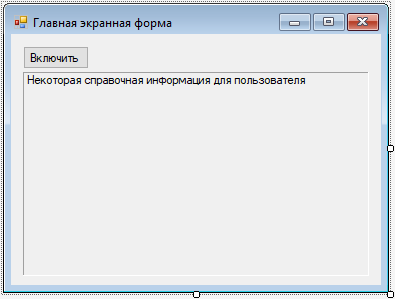 Главная экранная форма
Включить
Некоторая справочная информация для пользователя